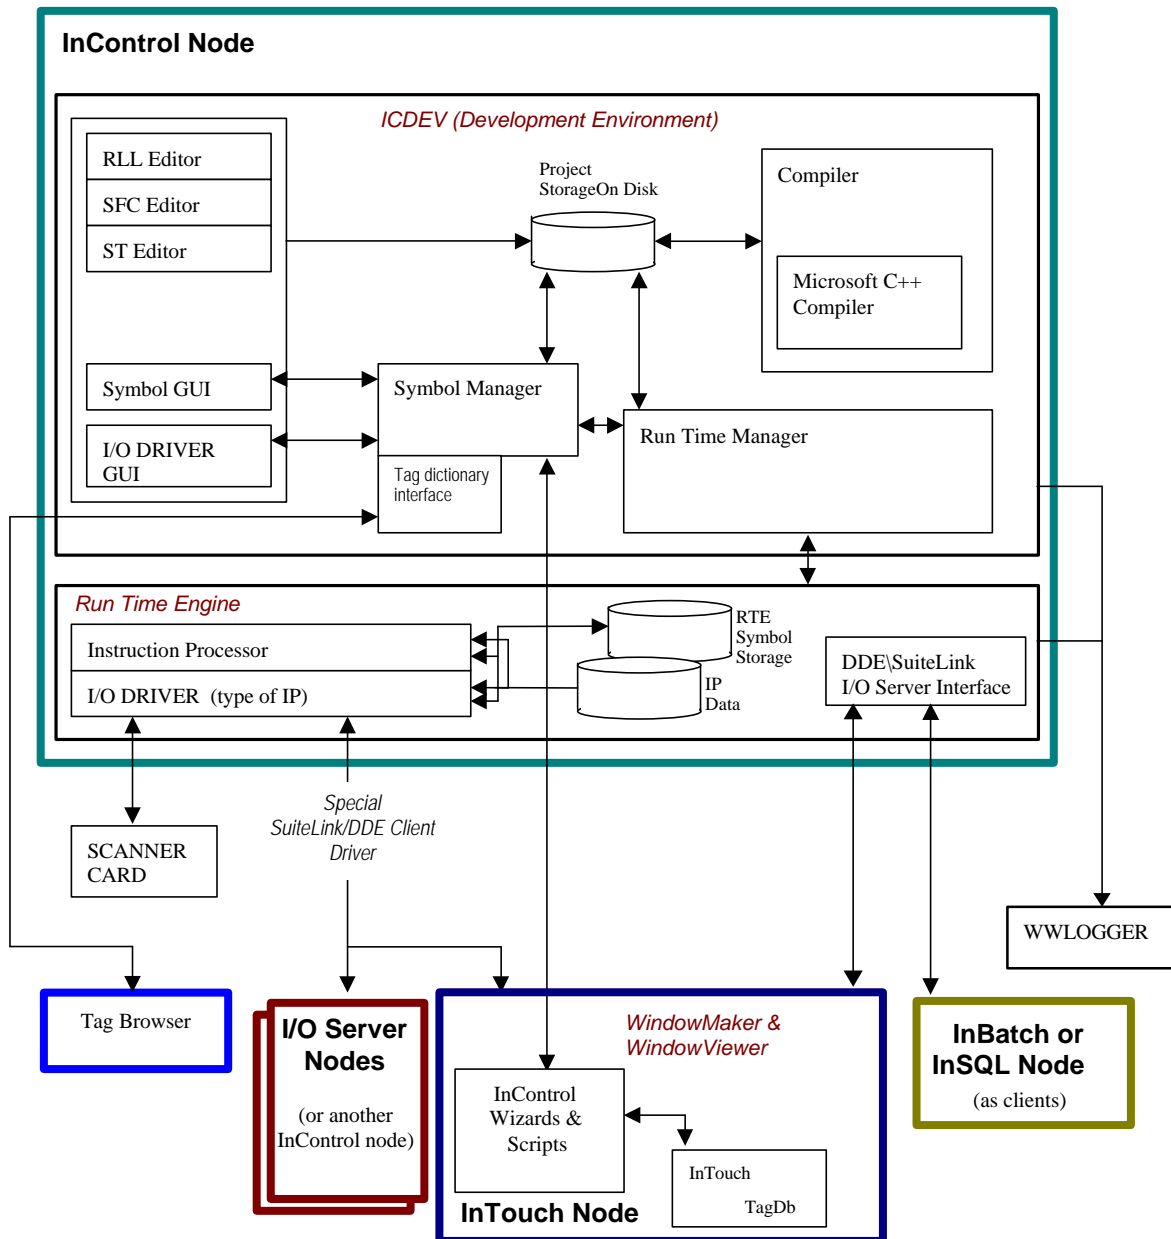 InControl Node
ICDEV (Development Environment)
RLL Editor
SFC Editor
ST Editor
Project
StorageOn Disk
Compiler
Microsoft C++
Compiler
Symbol GUI
I/O DRIVER
GUI
Symbol Manager
Tag dictionary
interface
Run Time Manager
Run Time Engine
Instruction Processor
I/O DRIVER (type of IP)
RTE
Symbol
Storage
IP
Data
DDE\SuiteLink
I/O Server Interface
Special
SuiteLink/DDE Client
Driver
SCANNER
CARD
WWLOGGER
Tag Browser
I/O Server
Nodes
(or another
InControl node)
WindowMaker &
WindowViewer
InControl
Wizards &
Scripts
InTouch
TagDb
InTouch Node
InBatch or
InSQL Node
(as clients)